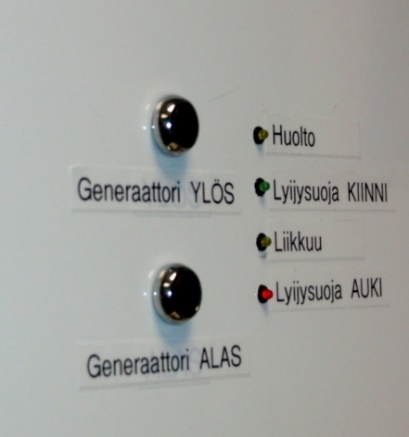 Huolto
Generaattori YLÖS
Lyijysuoja KIINNI
Liikkuu
Lyijysuoja AUKI
Generaattori ALAS